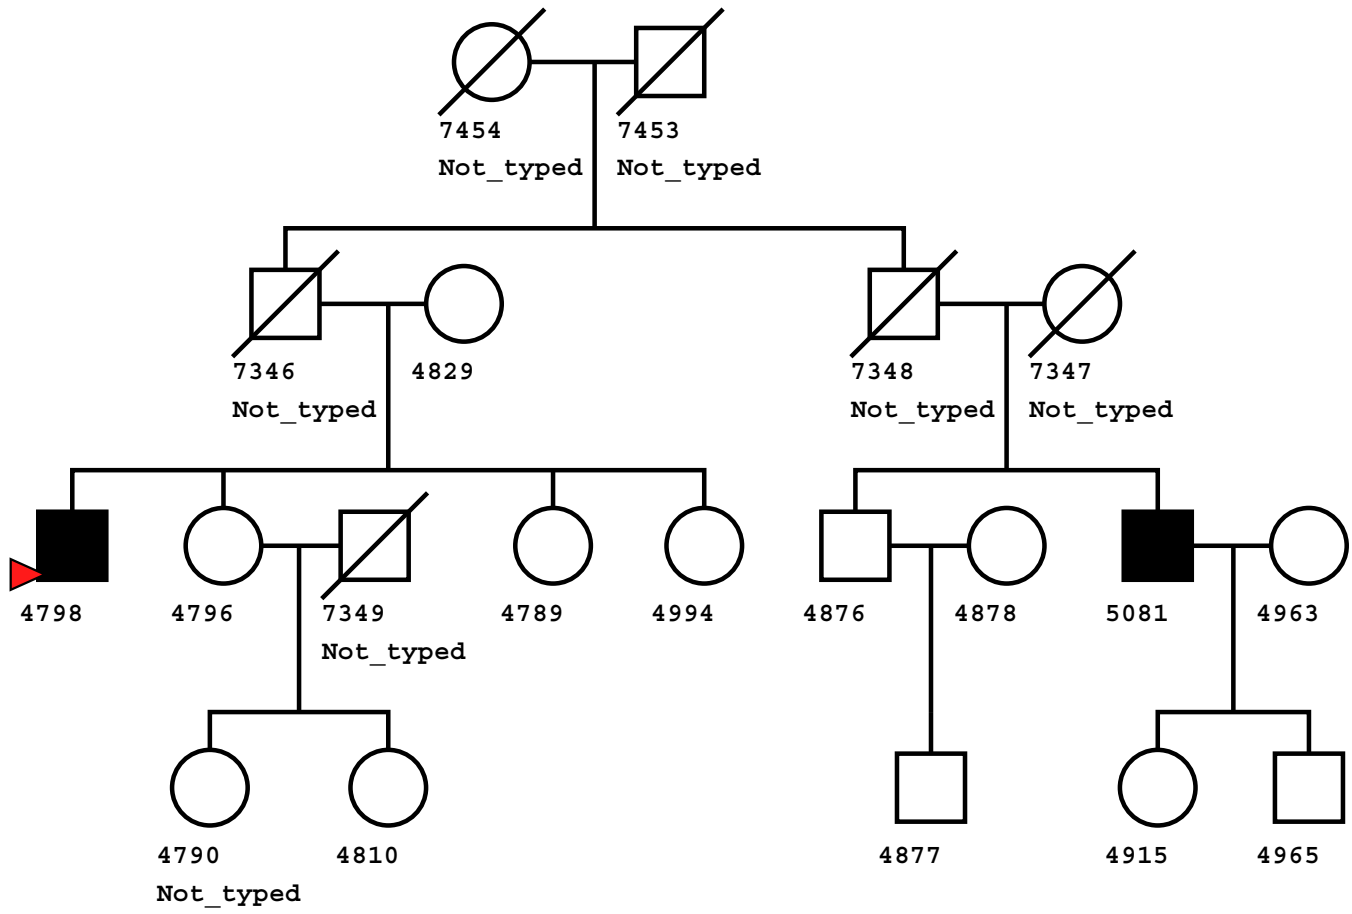 7454 7453
Not_typed Not_typed
7346 4829 7348 7347
Not_typed Not_typed Not_typed
4798 4796 7349 4789 4994 4876 4878 5081 4963
Not_typed
4790 4810 4877 4915 4965
Not_typed